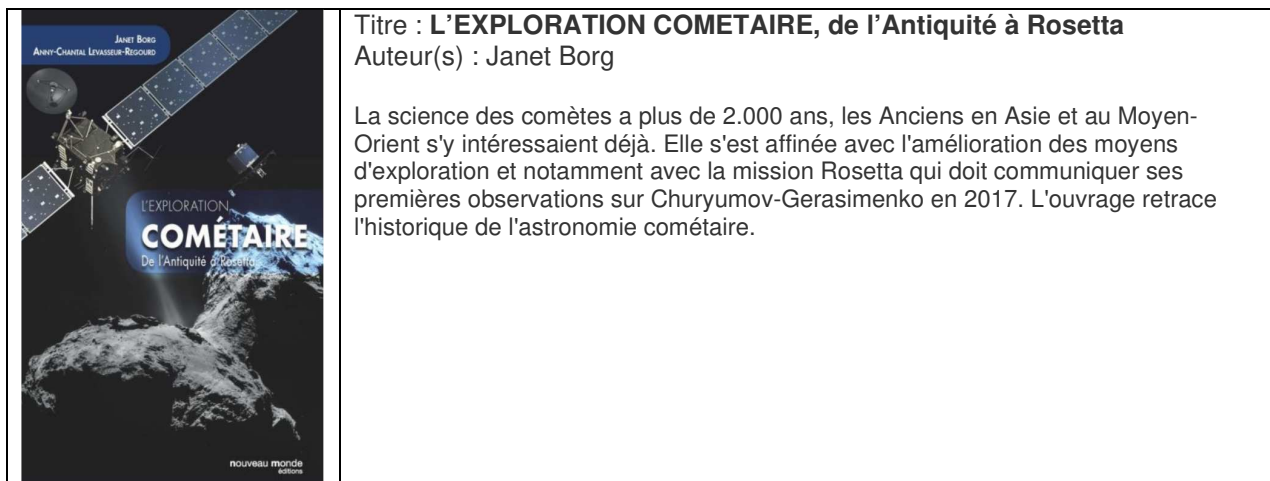 JANET BORG
ANNY-CHANTAL LEVASSEUR-REGOURD
L'EXPLORATION
COMÉTAIRE
De l'Antiquité à Rosetta
nouveau monde
éditions
Titre : L'EXPLORATION COMETAIRE, de l'Antiquité à Rosetta
Auteur(s) : Janet Borg
La science des comètes a plus de 2.000 ans, les Anciens en Asie et au Moyen-
Orient s'y intéressaient déjà. Elle s'est affinée avec l'amélioration des moyens
d'exploration et notamment avec la mission Rosetta qui doit communiquer ses
premières observations sur Churyumov-Gerasimenko en 2017. L'ouvrage retrace
l'historique de l'astronomie cométaire.